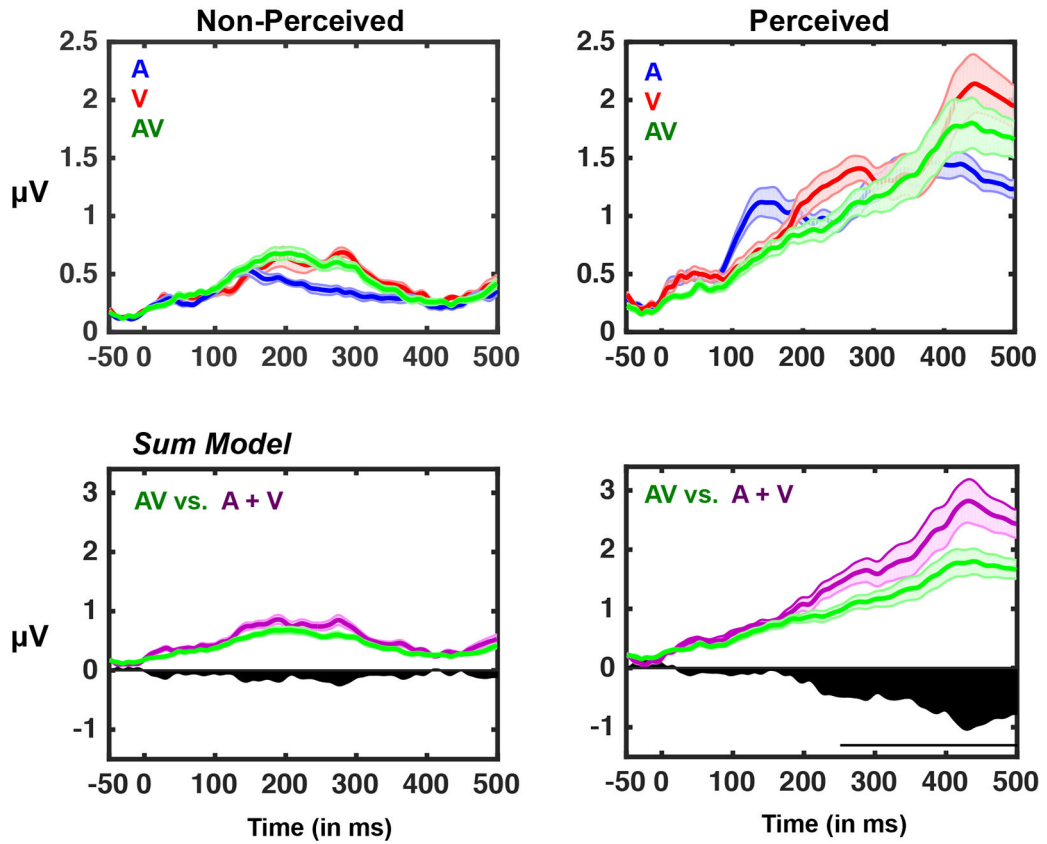 Non-Perceived
Perceived
2.5
2
1.5
1
0.5
0
µV
A
V
AV
-50 0 100 200 300 400 500
2.5
2
1.5
1
0.5
0
A
V
AV
-50 0 100 200 300 400 500
Sum Model
3
2
1
0
-1
µV
AV vs. A + V
-50 0 100 200 300 400 500
Time (in ms)
3
2
1
0
-1
AV vs. A + V
-50 0 100 200 300 400 500
Time (in ms)